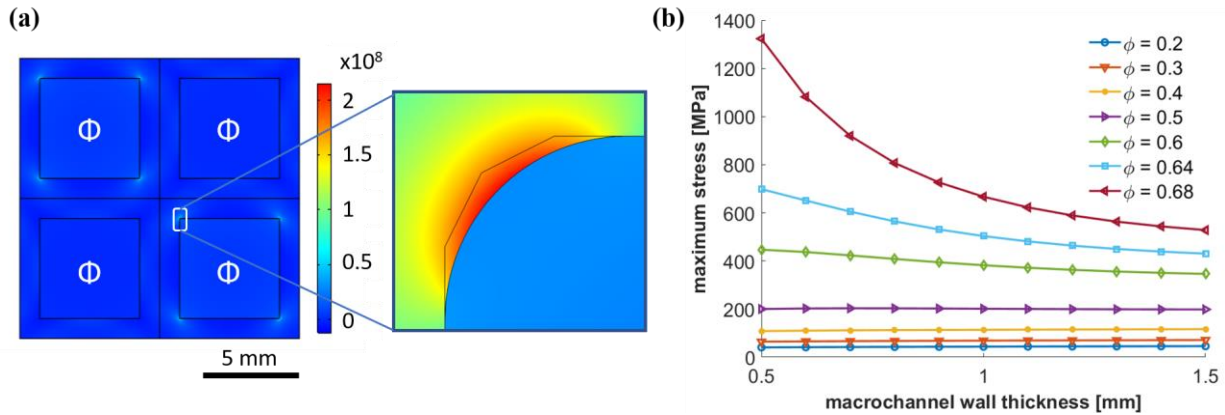 (a)
x10⁸
2
1.5
1
0.5
0
Φ Φ
Φ Φ
5 mm
(b)
maximum stress [MPa]
1400
1200
1000
800
600
400
200
0
0.5 1 1.5
macrochannel wall thickness [mm]
ϕ = 0.2
ϕ = 0.3
ϕ = 0.4
ϕ = 0.5
ϕ = 0.6
ϕ = 0.64
ϕ = 0.68